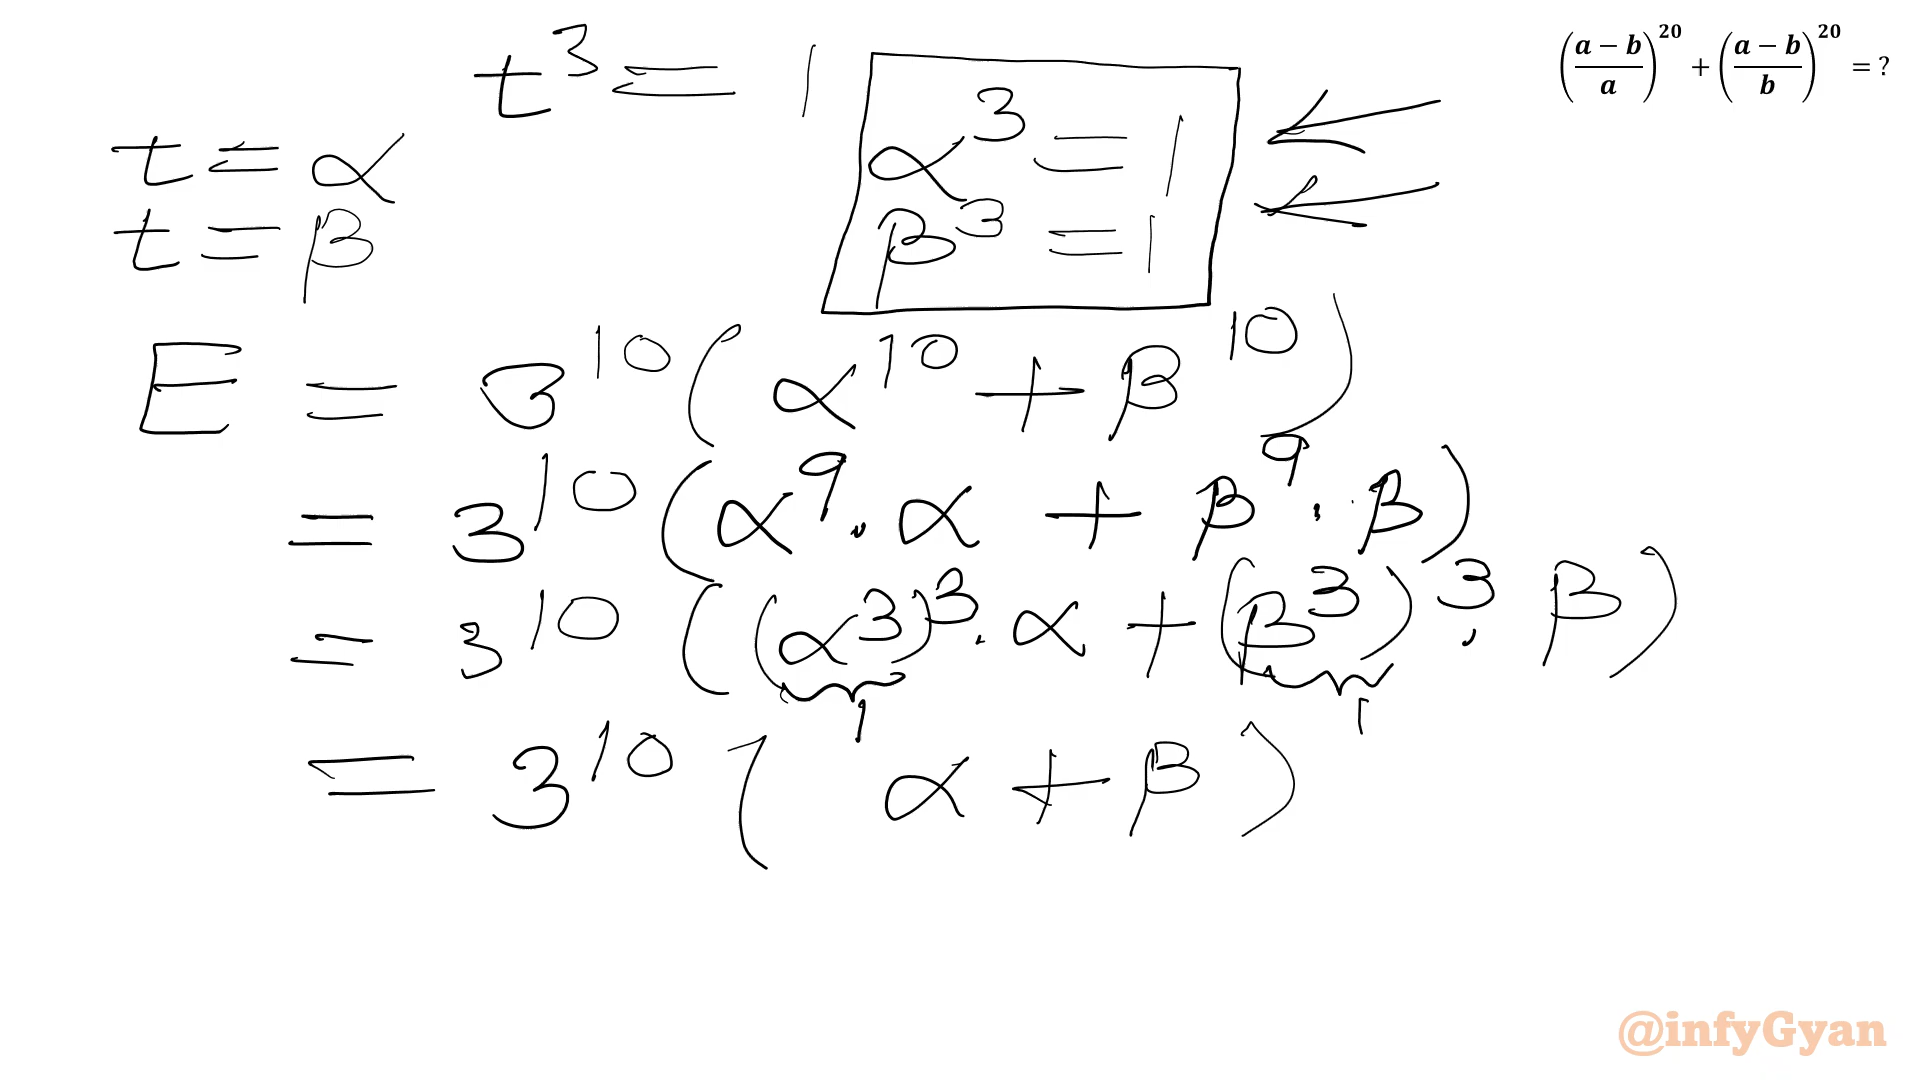 t³ = 1
(a − b / a)²⁰ + (a − b / b)²⁰ = ?
t = α
α³ = 1
t = β
β³ = 1
E = 3¹⁰(α¹⁰ + β¹⁰)
= 3¹⁰(α⁹ · α + β⁹ · β)
= 3¹⁰((α³)³ · α + (β³)³ · β)
1 1
= 3¹⁰(α + β)
@infyGyan